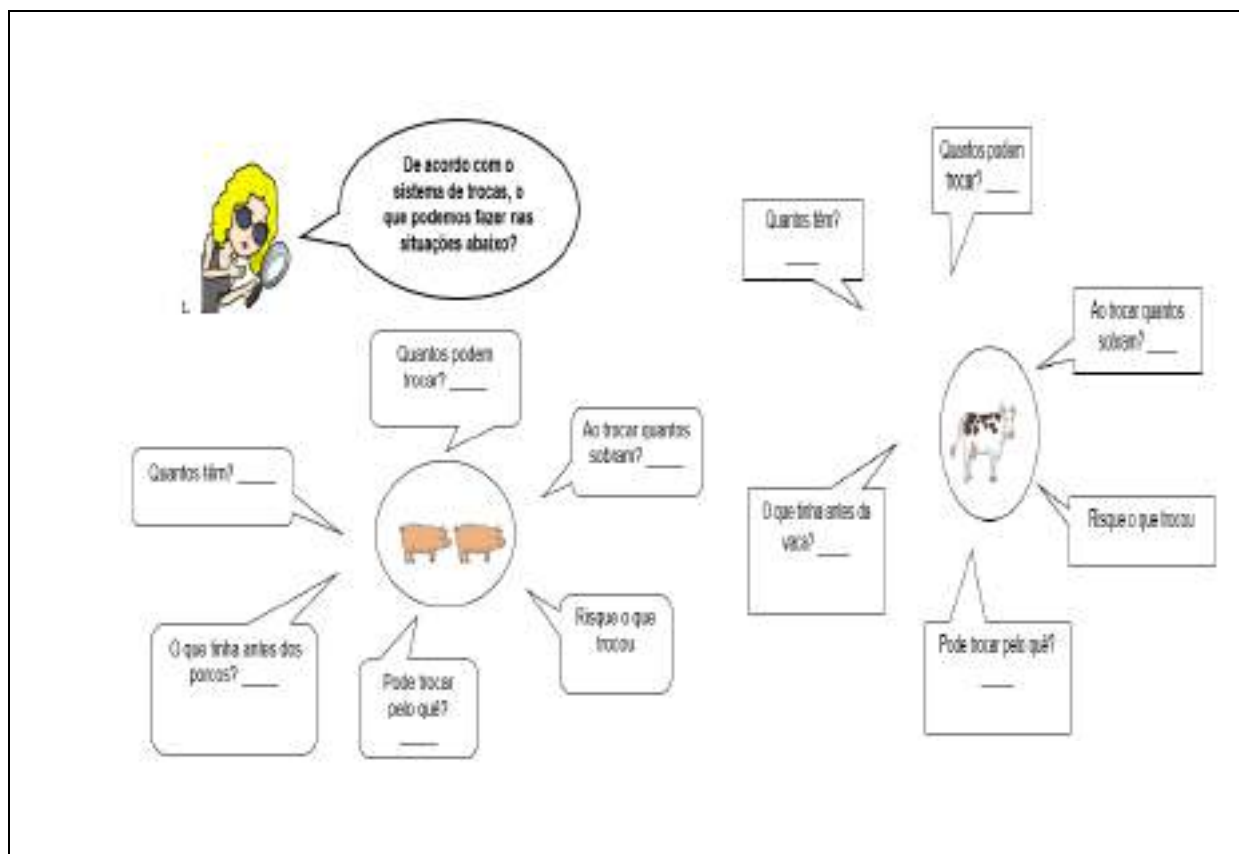 De acordo com o
sistema de trocas, o
que podemos fazer nas
situações abaixo?
1.
Quantos podem
trocar? ____
Ao trocar quantos
sobram? ____
Quantos têm? ____
O que tinha antes dos
porcos? ____
Pode trocar
pelo quê?
____
Risque o que
trocou
Quantos podem
trocar? ____
Quantos têm?
____
Ao trocar quantos
sobram? ____
O que tinha antes da
vaca? ____
Risque o que trocou
Pode trocar pelo quê?
____